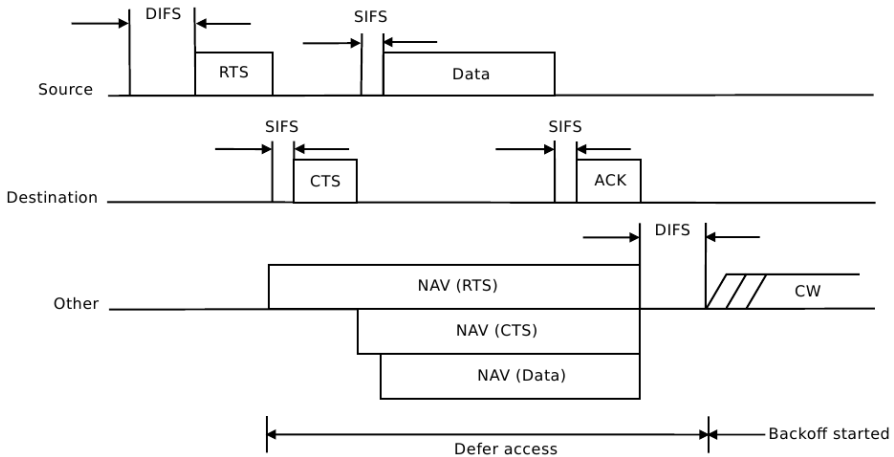 DIFS
SIFS
RTS
Data
Source
SIFS
SIFS
CTS
ACK
Destination
DIFS
NAV (RTS)
CW
Other
NAV (CTS)
NAV (Data)
Backoff started
Defer access